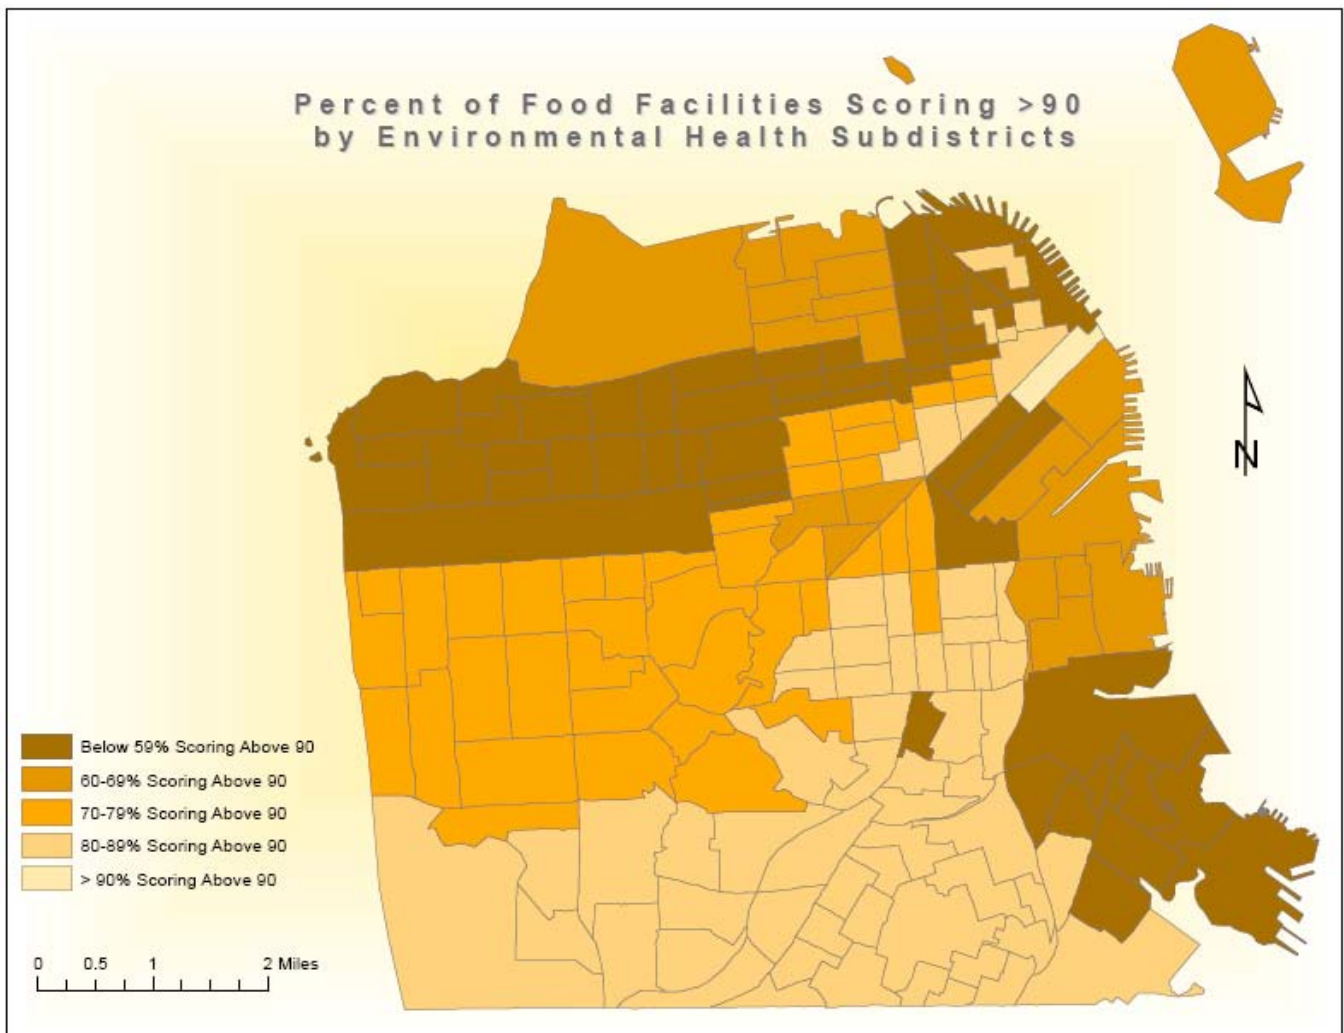 Percent of Food Facilities Scoring >90
by Environmental Health Subdistricts
N
Below 59% Scoring Above 90
60-69% Scoring Above 90
70-79% Scoring Above 90
80-89% Scoring Above 90
> 90% Scoring Above 90
0 0.5 1 2 Miles